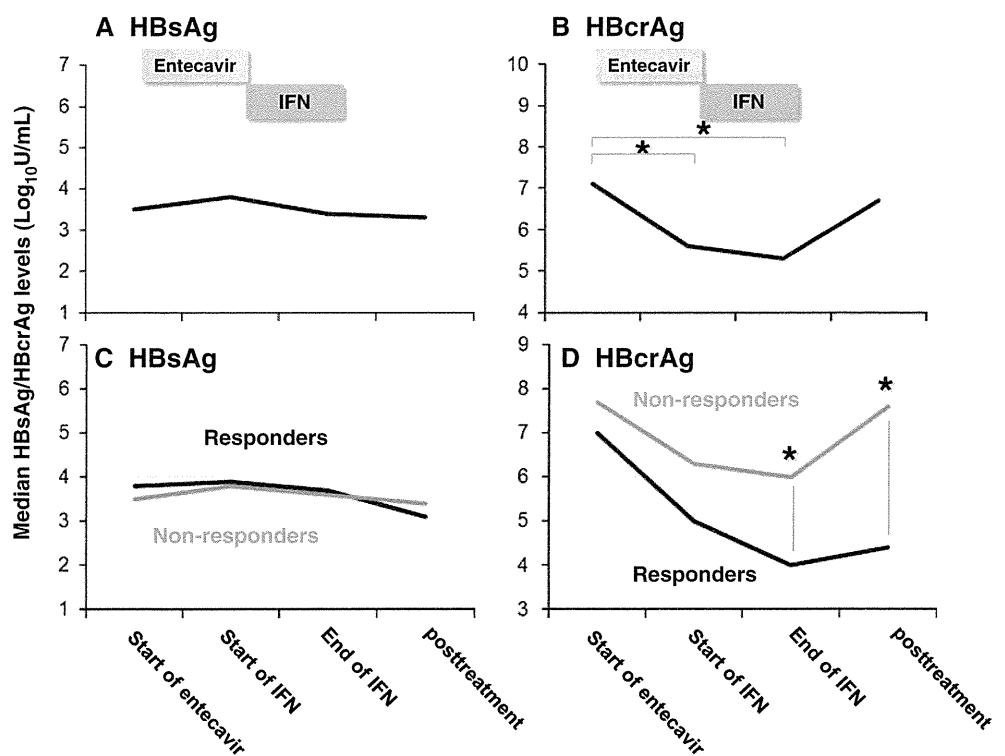 Median HBsAg/HBcrAg levels (Log10U/mL)
A HBsAg
Entecavir
IFN
7
6
5
4
3
2
1
B HBcrAg
Entecavir
IFN
*
*
10
9
8
7
6
5
4
C HBsAg
Responders
Non-responders
7
6
5
4
3
2
1
Start of entecavir
Start of IFN
End of IFN
posttreatment
D HBcrAg
Non-responders
*
*
Responders
9
8
7
6
5
4
3
Start of entecavir
Start of IFN
End of IFN
posttreatment